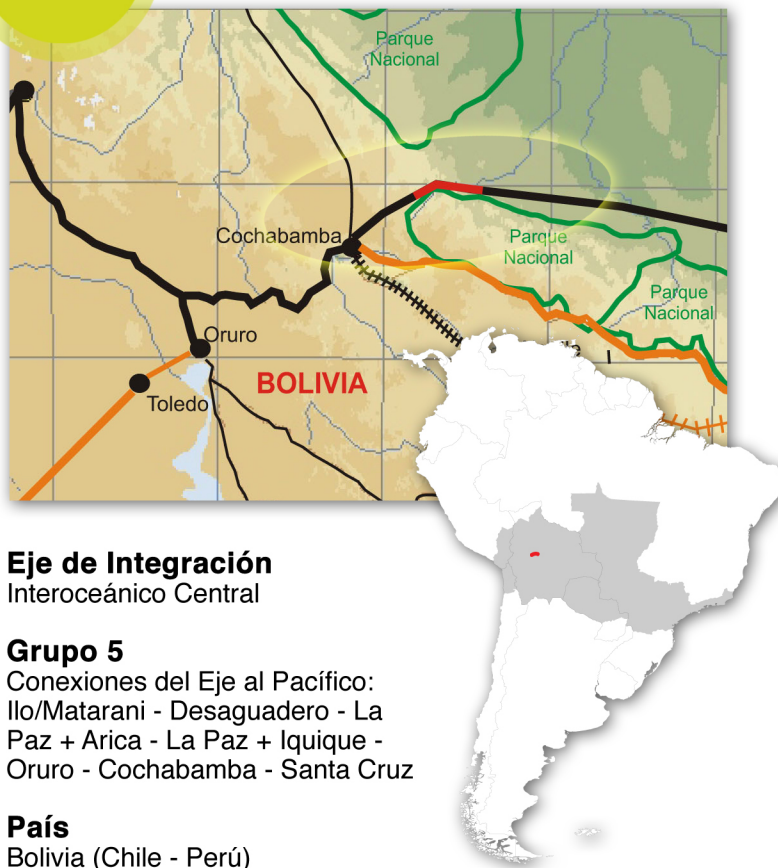 Parque
Nacional
Cochabamba
Parque
Nacional
Parque
Nacional
Oruro
BOLIVIA
Toledo
Eje de Integración
Interoceánico Central
Grupo 5
Conexiones del Eje al Pacífico:
Ilo/Matarani - Desaguadero - La
Paz + Arica - La Paz + Iquique -
Oruro - Cochabamba - Santa Cruz
País
Bolivia (Chile - Perú)